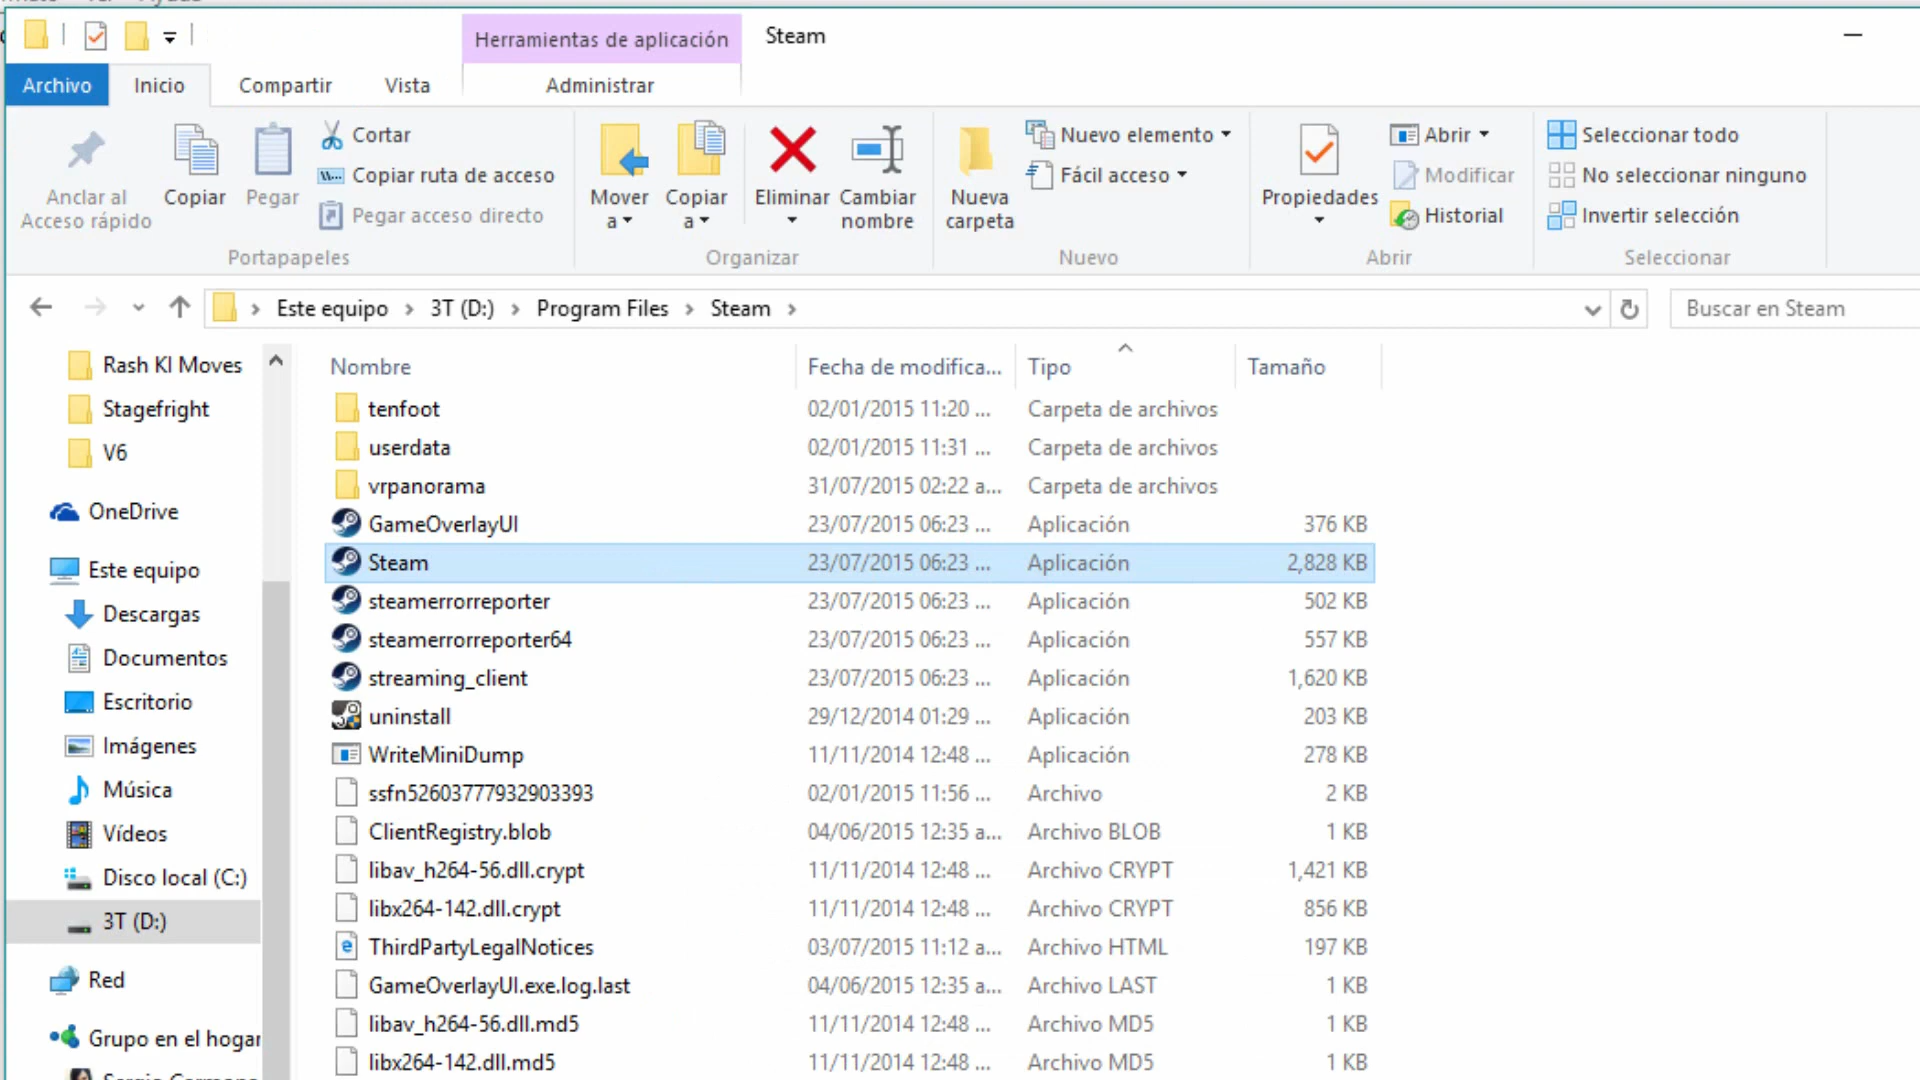 Herramientas de aplicación
Steam
Archivo
Inicio
Compartir
Vista
Administrar
Anclar al
Acceso rápido
Copiar
Pegar
Cortar
Copiar ruta de acceso
Pegar acceso directo
Portapapeles
Mover
a
Copiar
a
Eliminar
Cambiar
nombre
Organizar
Nueva
carpeta
Nuevo elemento
Fácil acceso
Nuevo
Propiedades
Abrir
Modificar
Historial
Abrir
Seleccionar todo
No seleccionar ninguno
Invertir selección
Seleccionar
Este equipo > 3T (D:) > Program Files > Steam >
Buscar en Steam
Rash KI Moves
Stagefright
V6
OneDrive
Este equipo
Descargas
Documentos
Escritorio
Imágenes
Música
Vídeos
Disco local (C:)
3T (D:)
Red
Grupo en el hogar
Nombre Fecha de modifica... Tipo Tamaño
tenfoot 02/01/2015 11:20 ... Carpeta de archivos
userdata 02/01/2015 11:31 ... Carpeta de archivos
vrpanorama 31/07/2015 02:22 a... Carpeta de archivos
GameOverlayUI 23/07/2015 06:23 ... Aplicación 376 KB
Steam 23/07/2015 06:23 ... Aplicación 2,828 KB
steamerrorreporter 23/07/2015 06:23 ... Aplicación 502 KB
steamerrorreporter64 23/07/2015 06:23 ... Aplicación 557 KB
streaming_client 23/07/2015 06:23 ... Aplicación 1,620 KB
uninstall 29/12/2014 01:29 ... Aplicación 203 KB
WriteMiniDump 11/11/2014 12:48 ... Aplicación 278 KB
ssfn52603777932903393 02/01/2015 11:56 ... Archivo 2 KB
ClientRegistry.blob 04/06/2015 12:35 a... Archivo BLOB 1 KB
libav_h264-56.dll.crypt 11/11/2014 12:48 ... Archivo CRYPT 1,421 KB
libx264-142.dll.crypt 11/11/2014 12:48 ... Archivo CRYPT 856 KB
ThirdPartyLegalNotices 03/07/2015 11:12 a... Archivo HTML 197 KB
GameOverlayUI.exe.log.last 04/06/2015 12:35 a... Archivo LAST 1 KB
libav_h264-56.dll.md5 11/11/2014 12:48 ... Archivo MD5 1 KB
libx264-142.dll.md5 11/11/2014 12:48 ... Archivo MD5 1 KB